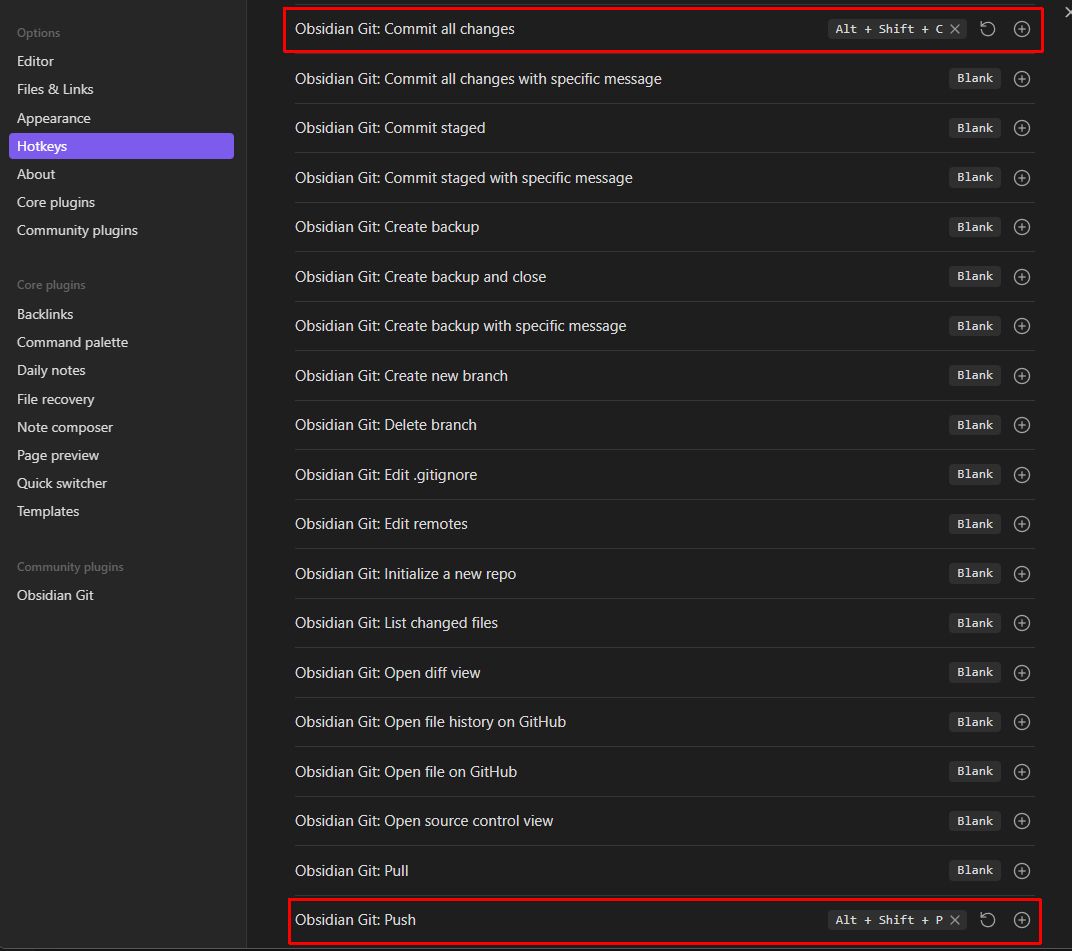 Options
Editor
Files & Links
Appearance
Hotkeys
About
Core plugins
Community plugins
Core plugins
Backlinks
Command palette
Daily notes
File recovery
Note composer
Page preview
Quick switcher
Templates
Community plugins
Obsidian Git
Obsidian Git: Commit all changes Alt + Shift + C
Obsidian Git: Commit all changes with specific message Blank
Obsidian Git: Commit staged Blank
Obsidian Git: Commit staged with specific message Blank
Obsidian Git: Create backup Blank
Obsidian Git: Create backup and close Blank
Obsidian Git: Create backup with specific message Blank
Obsidian Git: Create new branch Blank
Obsidian Git: Delete branch Blank
Obsidian Git: Edit .gitignore Blank
Obsidian Git: Edit remotes Blank
Obsidian Git: Initialize a new repo Blank
Obsidian Git: List changed files Blank
Obsidian Git: Open diff view Blank
Obsidian Git: Open file history on GitHub Blank
Obsidian Git: Open file on GitHub Blank
Obsidian Git: Open source control view Blank
Obsidian Git: Pull Blank
Obsidian Git: Push Alt + Shift + P